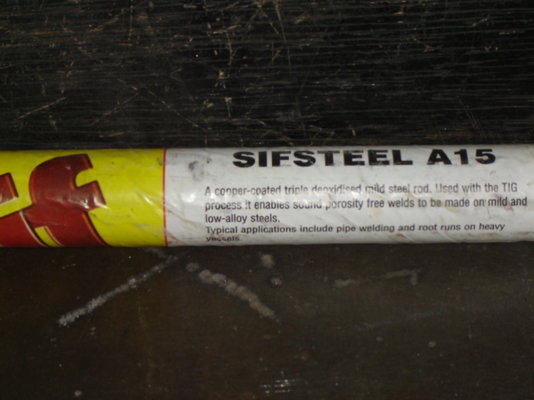 SIFSTEEL A15
A copper-coated triple deoxidised mild steel rod. Used with the TIG
process it enables sound porosity free welds to be made on mild and
low-alloy steels.
Typical applications include pipe welding and root runs on heavy
vessels.